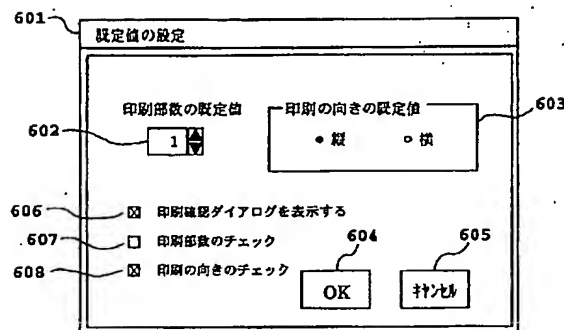 601
既定値の設定
印刷部数の既定値
印刷の向きの既定値
603
602
1
縦
横
606
印刷確認ダイアログを表示する
607
印刷部数のチェック
604
605
608
印刷の向きのチェック
OK
キャンセル